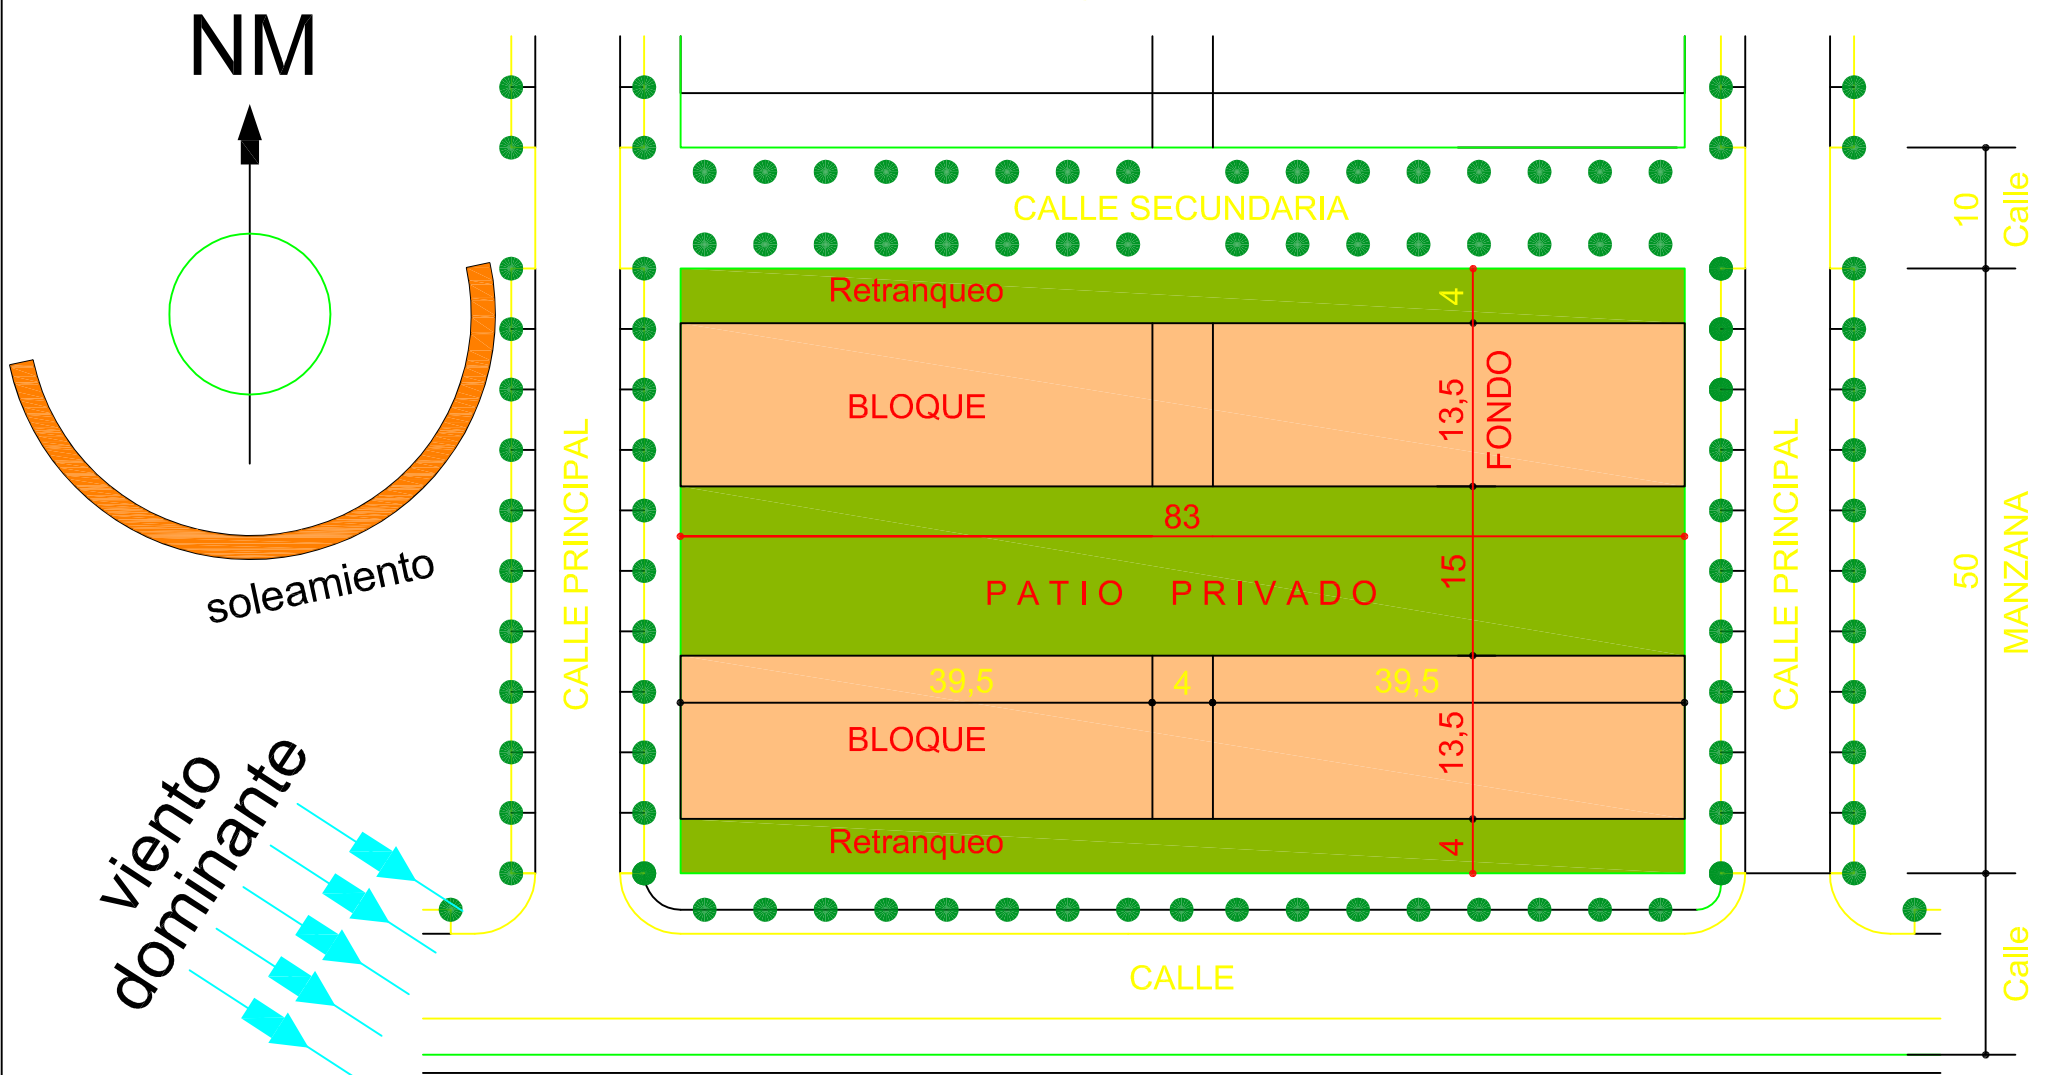 NM
CALLE SECUNDARIA
10
Calle
Retranqueo
4
BLOQUE
13,5
FONDO
83
soleamiento
CALLE PRINCIPAL
PATIO PRIVADO
15
CALLE PRINCIPAL
50
MANZANA
39,5
4
39,5
BLOQUE
13,5
Retranqueo
4
viento
dominante
CALLE
Calle